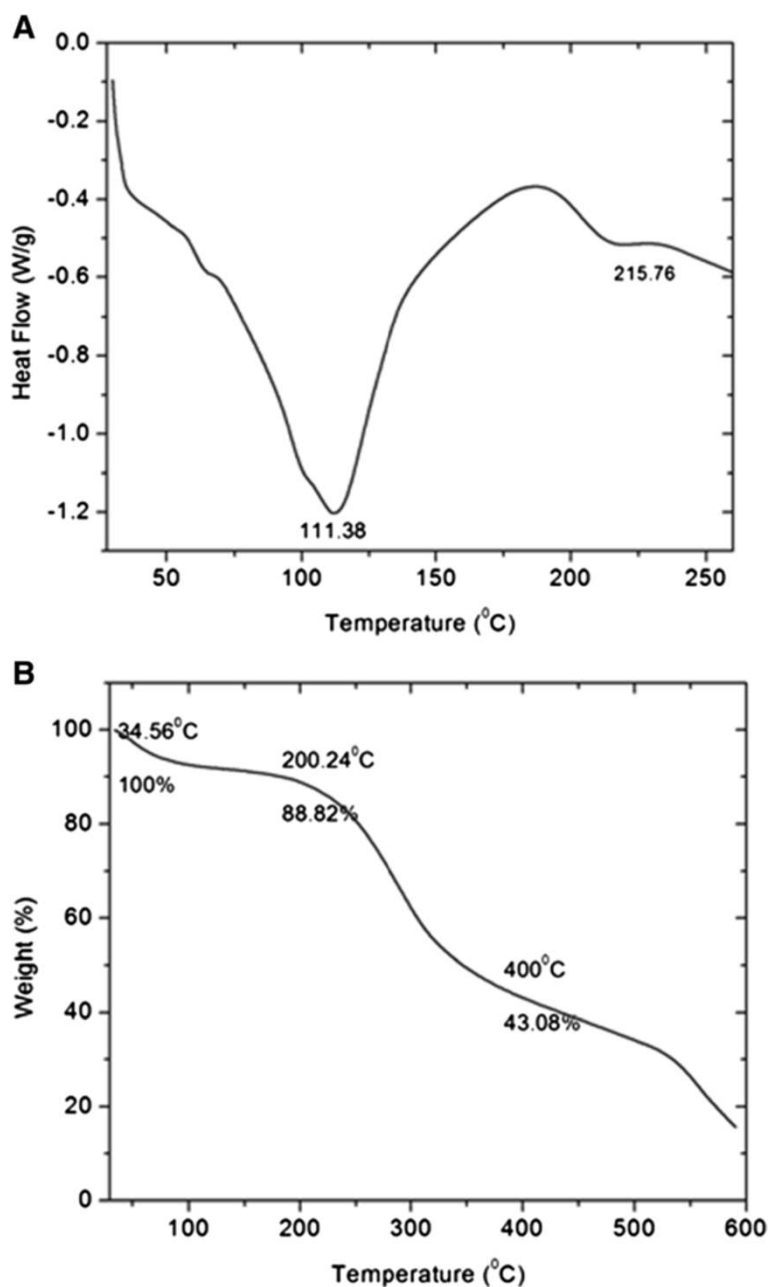 A
0.0
-0.2
-0.4
-0.6
-0.8
-1.0
-1.2
Heat Flow (W/g)
215.76
111.38
50 100 150 200 250
Temperature (⁰C)
B
100
80
60
40
20
0
Weight (%)
34.56⁰C
100%
200.24⁰C
88.82%
400⁰C
43.08%
100 200 300 400 500 600
Temperature (⁰C)